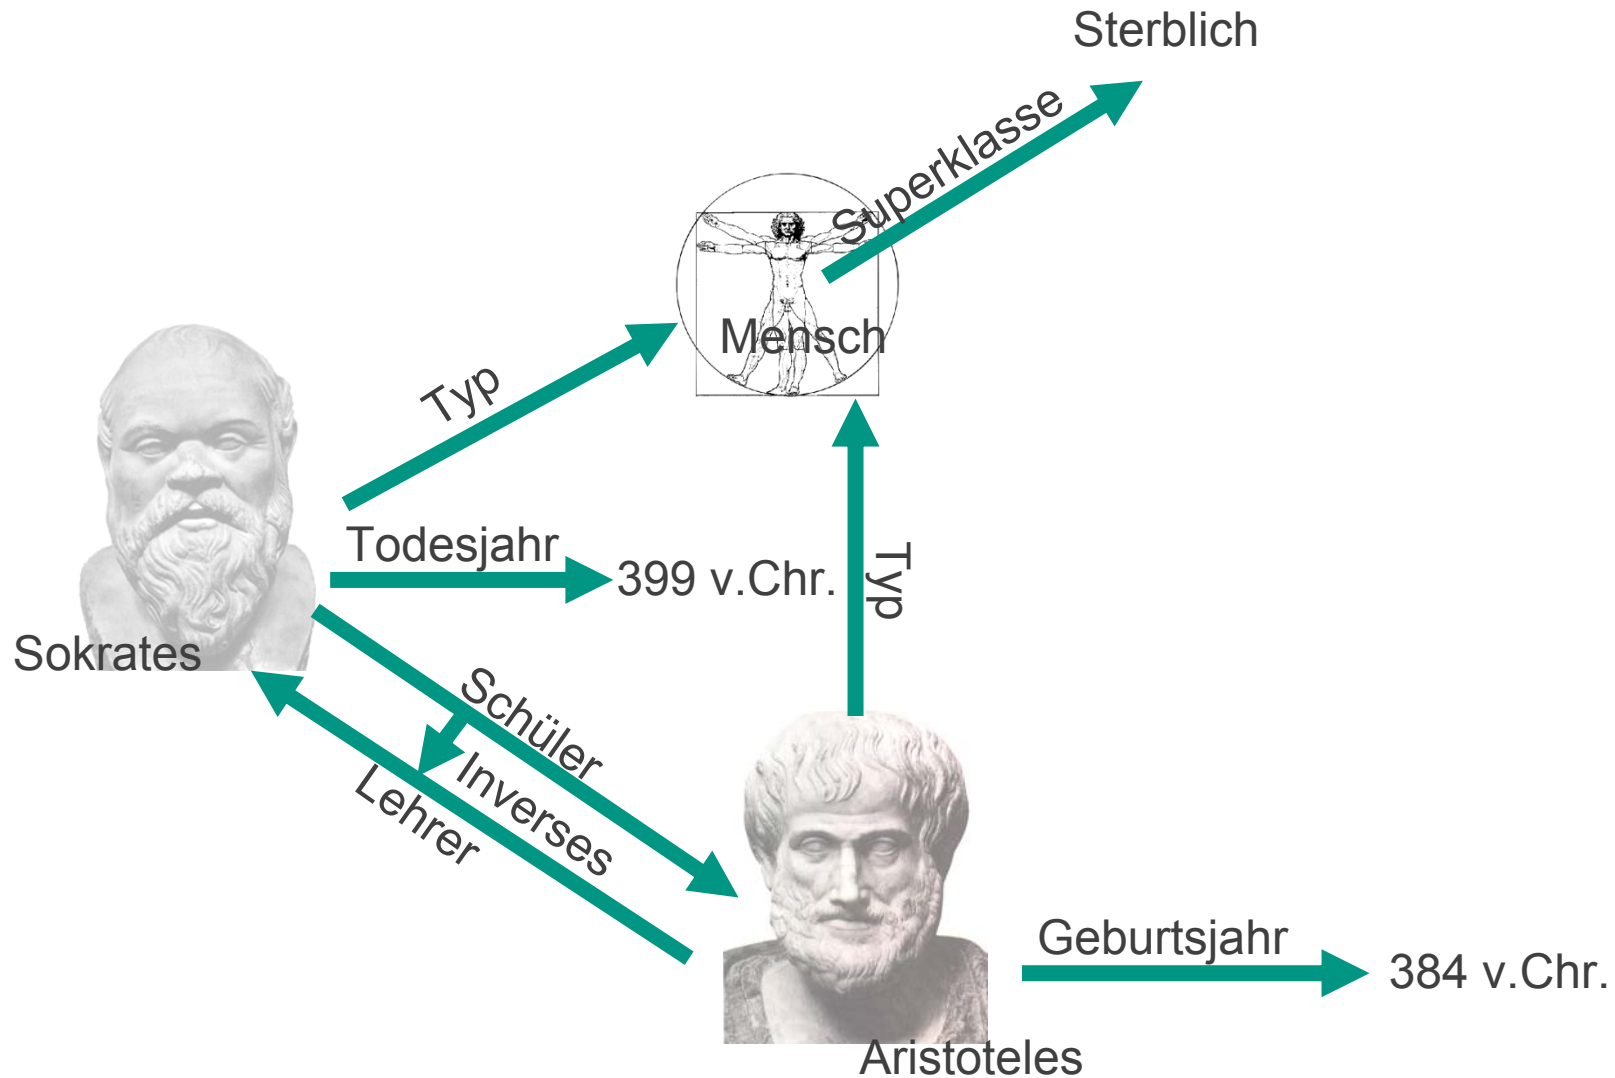 Sterblich
Superklasse
Mensch
Typ
Todesjahr
399 v.Chr.
Typ
Sokrates
Schüler
Inverses
Lehrer
Geburtsjahr
384 v.Chr.
Aristoteles